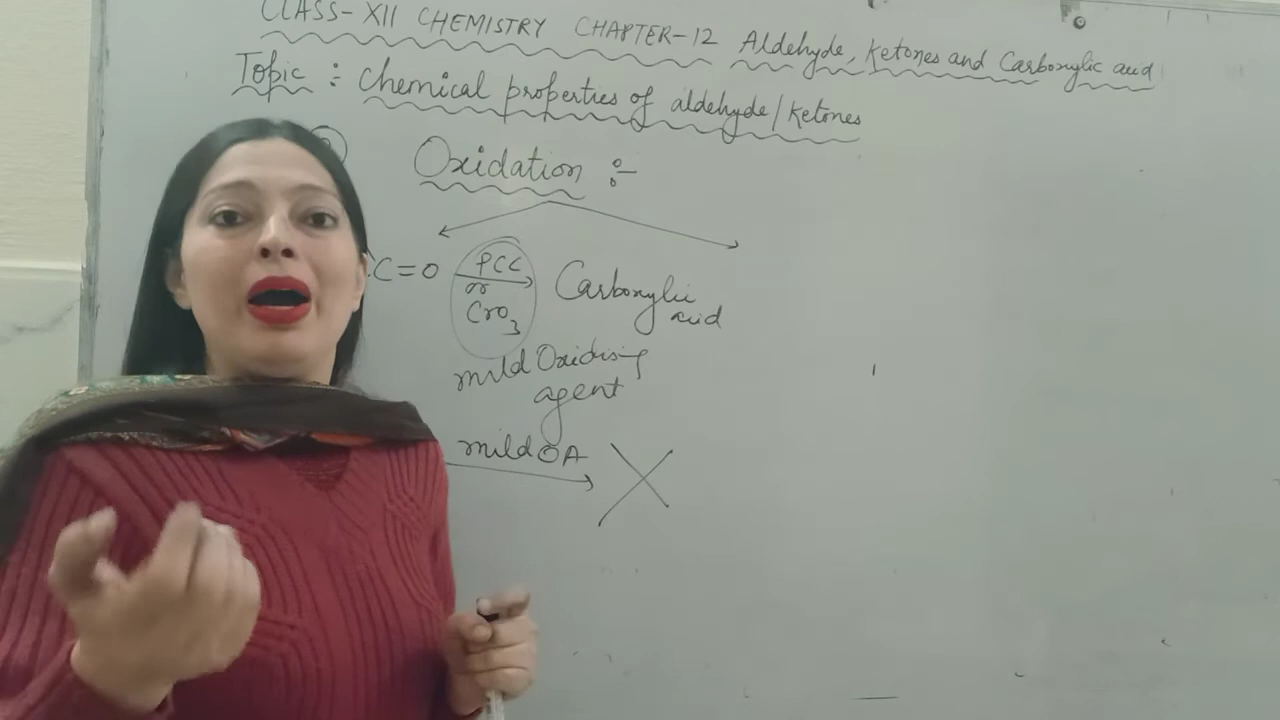 CLASS-XII CHEMISTRY CHAPTER-12 Aldehyde, Ketones and Carboxylic acid
Topic : Chemical properties of aldehyde/Ketones
Oxidation :-
C=O PCC or CrO3 Carboxylic acid
mild Oxidising
agent
mild OA